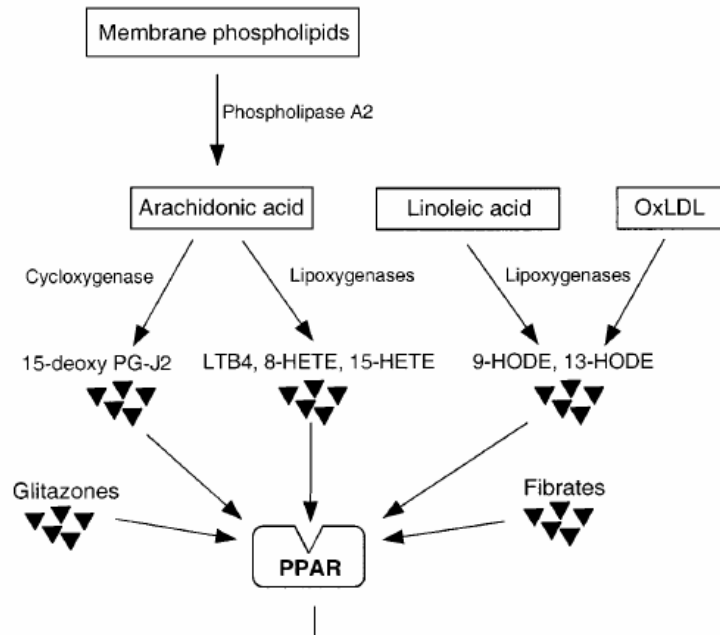 Membrane phospholipids
Phospholipase A2
Arachidonic acid
Linoleic acid
OxLDL
Cycloxygenase
Lipoxygenases
Lipoxygenases
15-deoxy PG-J2
LTB4, 8-HETE, 15-HETE
9-HODE, 13-HODE
Glitazones
Fibrates
PPAR